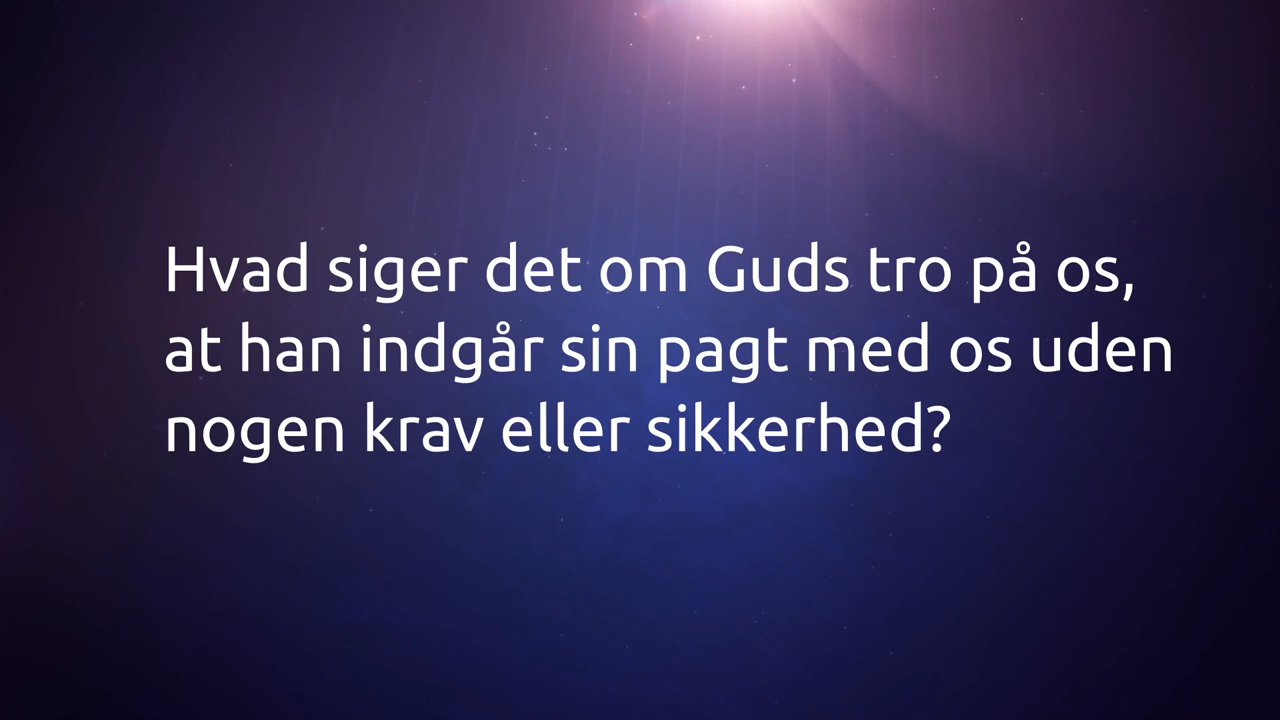 Hvad siger det om Guds tro på os,
at han indgår sin pagt med os uden
nogen krav eller sikkerhed?